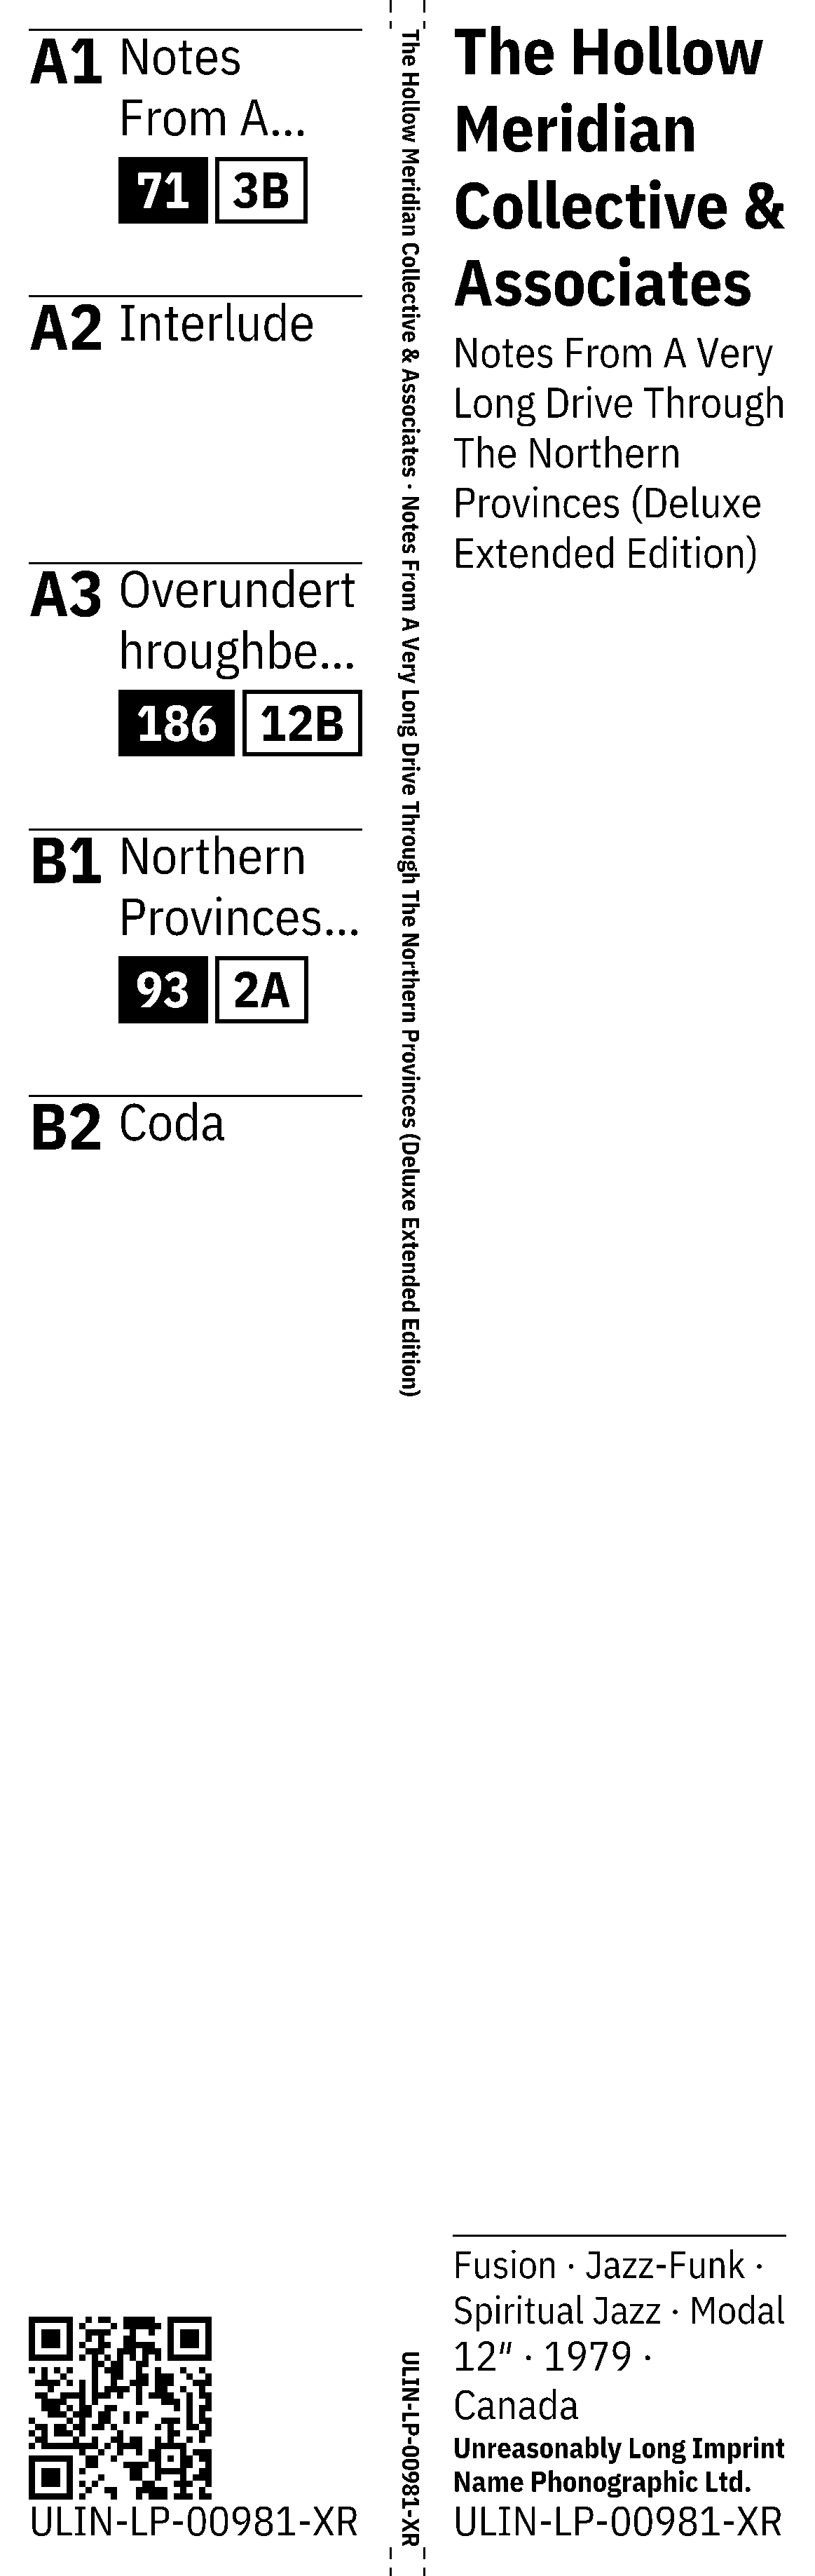 A1 Notes
From A...
71 3B
A2 Interlude
A3 Overundert
hroughbe...
186 12B
B1 Northern
Provinces...
93 2A
B2 Coda
ULIN-LP-00981-XR
The Hollow Meridian Collective & Associates · Notes From A Very Long Drive Through The Northern Provinces (Deluxe Extended Edition)
ULIN-LP-00981-XR
The Hollow
Meridian
Collective &
Associates
Notes From A Very
Long Drive Through
The Northern
Provinces (Deluxe
Extended Edition)
Fusion · Jazz-Funk ·
Spiritual Jazz · Modal
12″ · 1979 ·
Canada
Unreasonably Long Imprint
Name Phonographic Ltd.
ULIN-LP-00981-XR